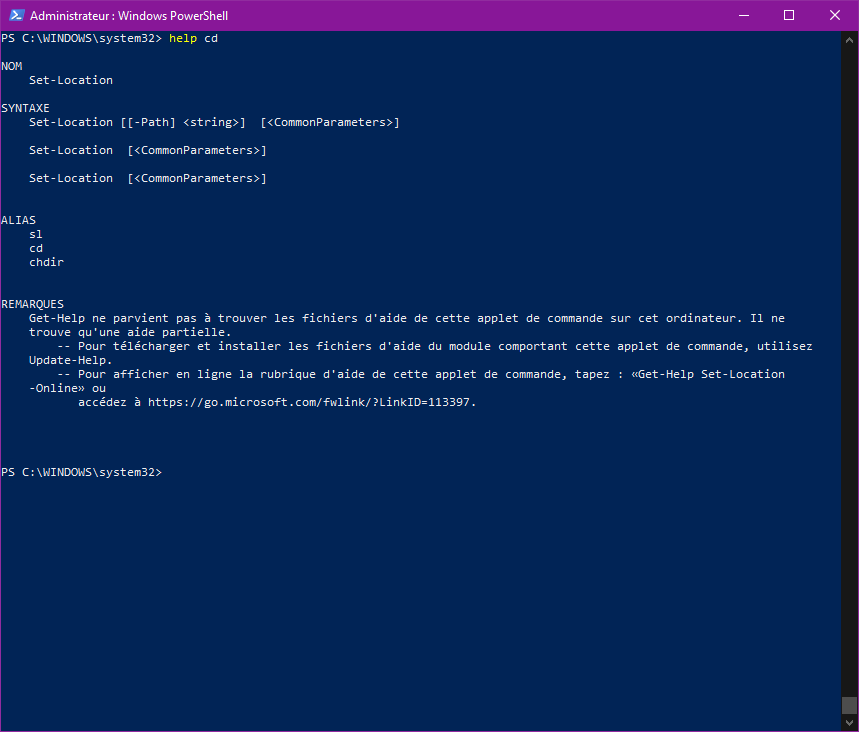 Administrateur : Windows PowerShell
PS C:\WINDOWS\system32> help cd
NOM
Set-Location
SYNTAXE
Set-Location [[-Path] <string>]  [<CommonParameters>]
Set-Location  [<CommonParameters>]
Set-Location  [<CommonParameters>]
ALIAS
sl
cd
chdir
REMARQUES
Get-Help ne parvient pas à trouver les fichiers d'aide de cette applet de commande sur cet ordinateur. Il ne
trouve qu'une aide partielle.
-- Pour télécharger et installer les fichiers d'aide du module comportant cette applet de commande, utilisez
Update-Help.
-- Pour afficher en ligne la rubrique d'aide de cette applet de commande, tapez : «Get-Help Set-Location
-Online» ou
accédez à https://go.microsoft.com/fwlink/?LinkID=113397.
PS C:\WINDOWS\system32>